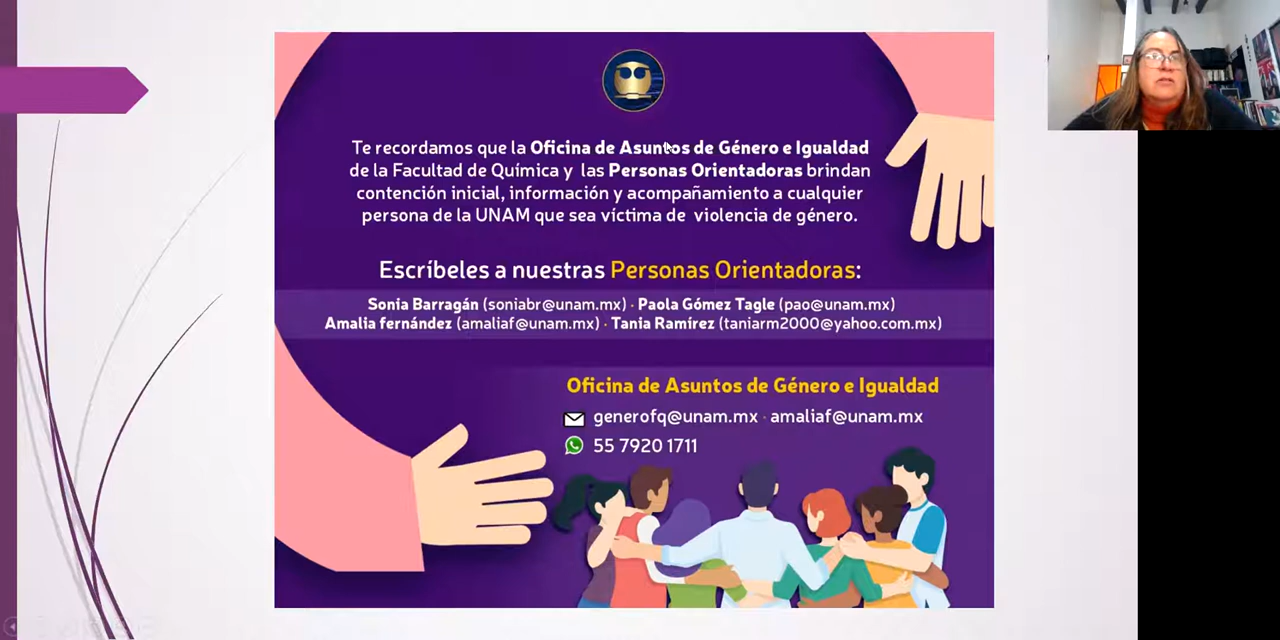 Te recordamos que la Oficina de Asuntos de Género e Igualdad
de la Facultad de Química y las Personas Orientadoras brindan
contención inicial, información y acompañamiento a cualquier
persona de la UNAM que sea víctima de violencia de género.
Escríbeles a nuestras Personas Orientadoras:
Sonia Barragán (soniabr@unam.mx) · Paola Gómez Tagle (pao@unam.mx)
Amalia fernández (amaliaf@unam.mx) · Tania Ramírez (taniarm2000@yahoo.com.mx)
Oficina de Asuntos de Género e Igualdad
generofq@unam.mx · amaliaf@unam.mx
55 7920 1711